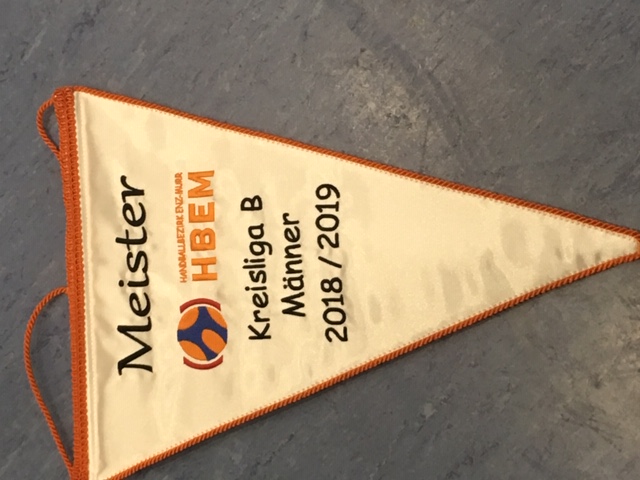 Meister
HANDBALLBEZIRK ENZ-MURR
HBEM
Kreisliga B
Männer
2018 / 2019